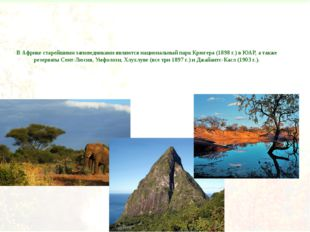 В Африке старейшими заповедниками являются национальный парк Крюгера (1898 г.) в ЮАР, а также
резерваты Сент-Люсия, Умфолози, Хлухлуве (все три 1897 г.) и Джайантс-Касл (1903 г.).